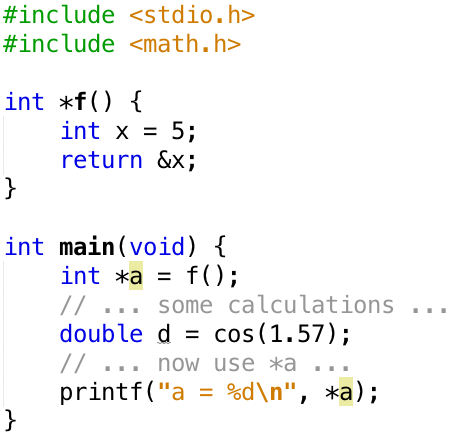 #include <stdio.h>
#include <math.h>

int *f() {
    int x = 5;
    return &x;
}

int main(void) {
    int *a = f();
    // ... some calculations ...
    double d = cos(1.57);
    // ... now use *a ...
    printf("a = %d\n", *a);
}